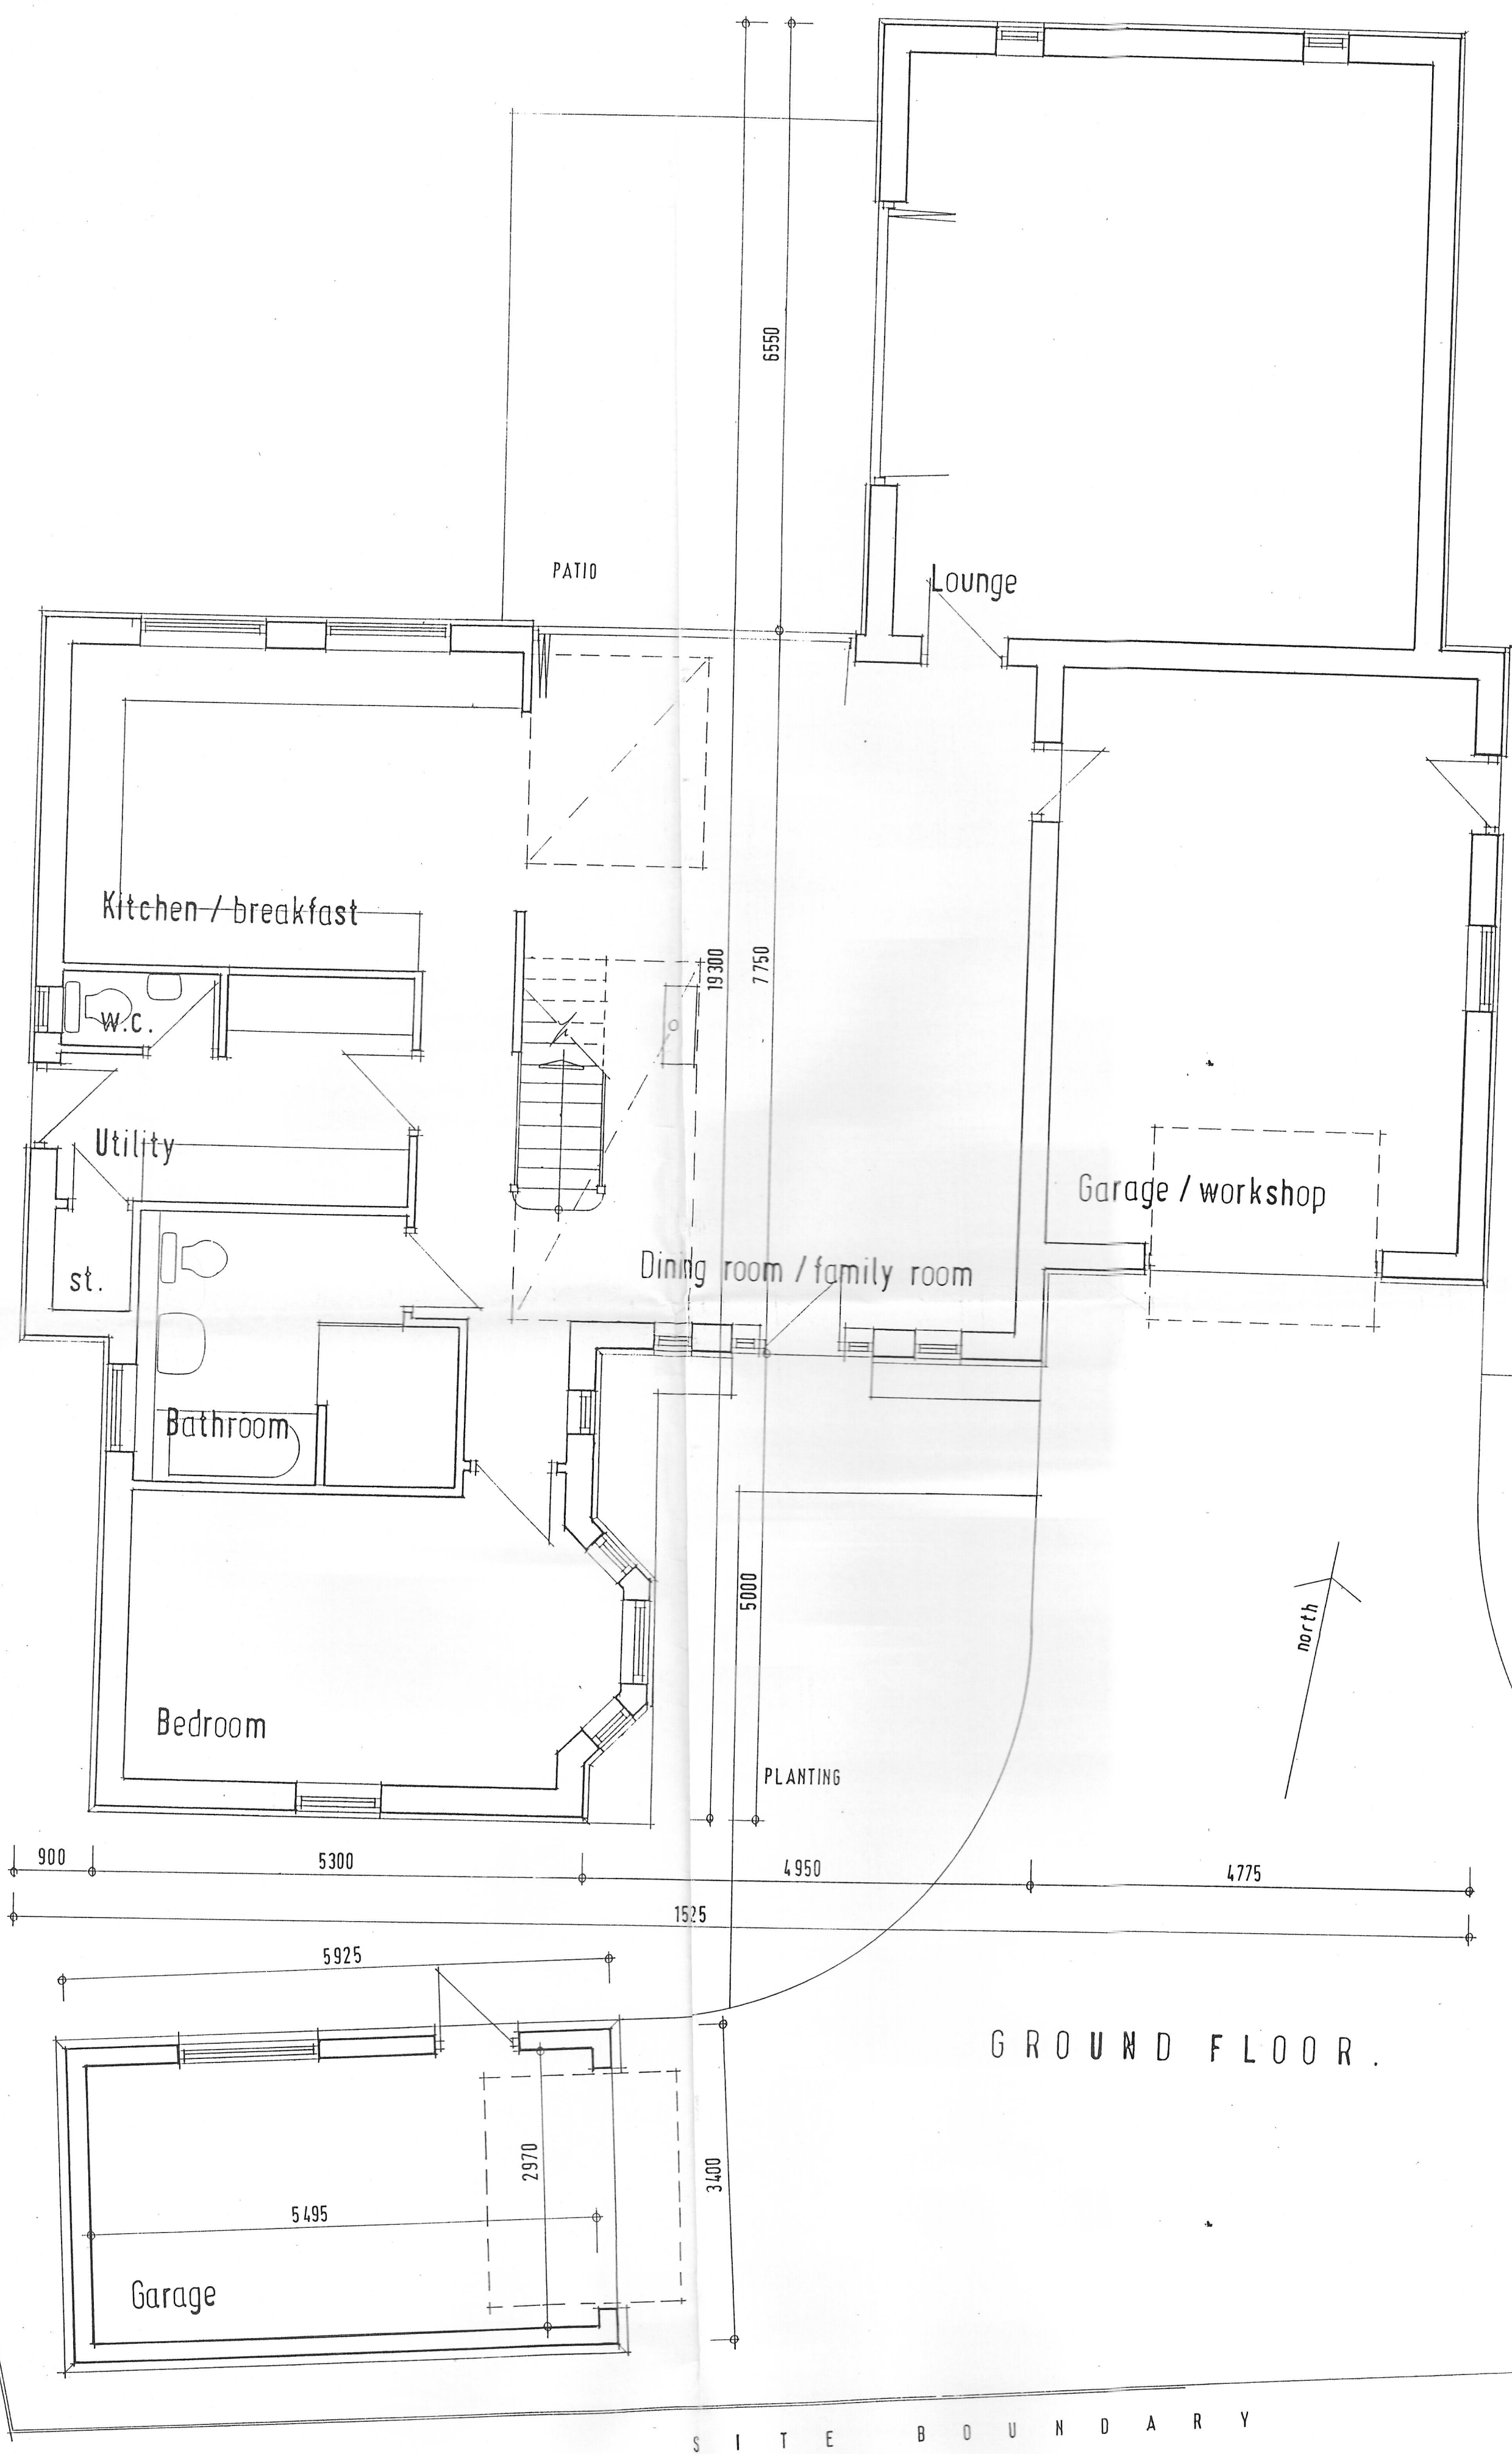 6550
PATIO
Lounge
Kitchen / breakfast
19300
7750
W.C.
Utility
Garage / workshop
st.
Dining room / family room
Bathroom
5000
north
Bedroom
PLANTING
900
5300
4950
4775
1525
5925
GROUND FLOOR.
2970
3400
5495
Garage
SITE BOUNDARY